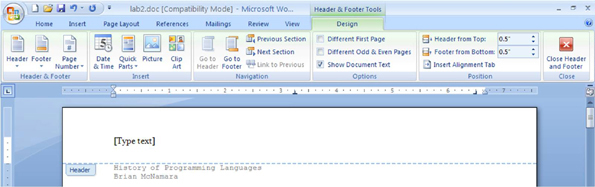 lab2.doc [Compatibility Mode] - Microsoft Wo... Header & Footer Tools
Home Insert Page Layout References Mailings Review View Design
Header Footer Page Number Date & Time Quick Parts Picture Clip Art Go to Header Go to Footer Previous Section Next Section Link to Previous Different First Page Different Odd & Even Pages Show Document Text Header from Top: 0.5" Footer from Bottom: 0.5" Insert Alignment Tab Close Header and Footer
Header & Footer Insert Navigation Options Position Close
[Type text]
Header
History of Programming Languages
Brian McNamara